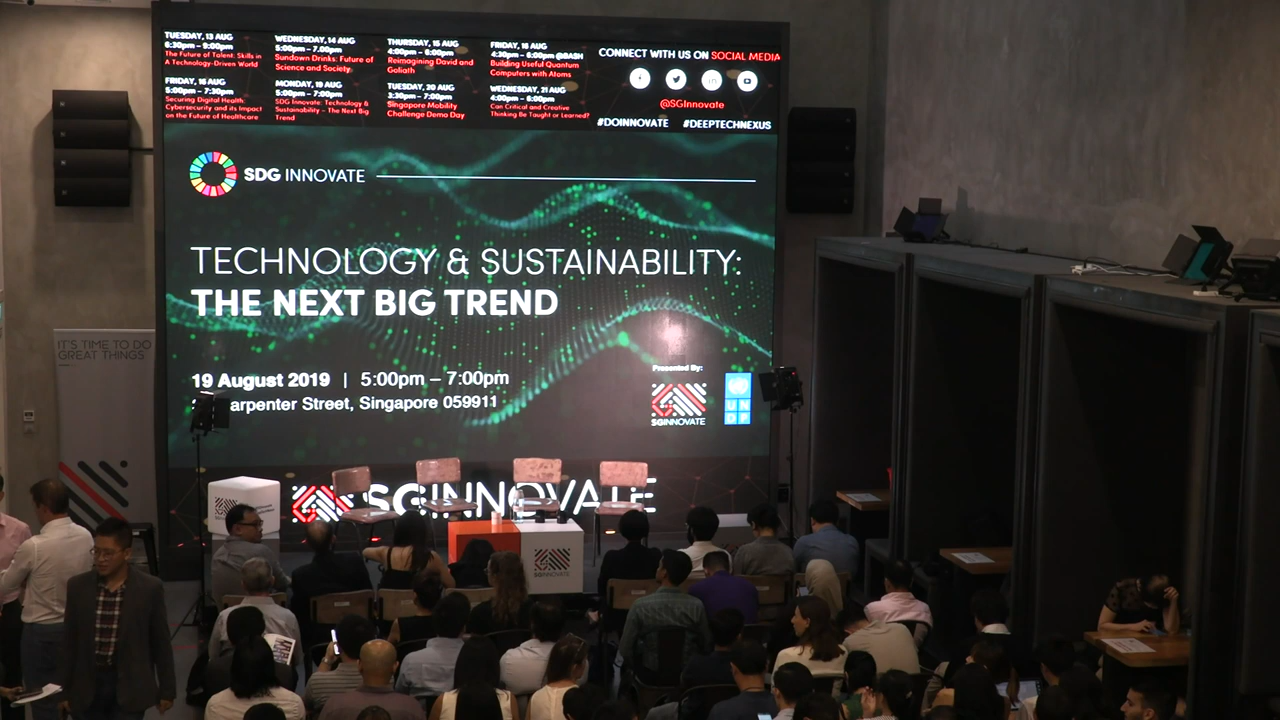 TUESDAY, 13 AUG
6:30pm - 9:00pm
The Future of Talent: Skills in
A Technology-Driven World
WEDNESDAY, 14 AUG
5:00pm - 7.00pm
Sundown Drinks: Future of
Science and Society
THURSDAY, 15 AUG
4:00pm - 6:00pm
Reimagining David and
Goliath
FRIDAY, 16 AUG
4:30pm - 6:00pm @BASH
Building Useful Quantum
Computers with Atoms
FRIDAY, 16 AUG
5:00pm - 7:30pm
Securing Digital Health:
Cybersecurity and its Impact
on the Future of Healthcare
MONDAY, 19 AUG
5:00pm - 7:00pm
SDG Innovate: Technology &
Sustainability - The Next Big
Trend
TUESDAY, 20 AUG
3:30pm - 7:00pm
Singapore Mobility
Challenge Demo Day
WEDNESDAY, 21 AUG
4:00pm - 6:00pm
Can Critical and Creative
Thinking Be Taught or Learned?
CONNECT WITH US ON SOCIAL MEDIA
@SGInnovate
#DOINNOVATE #DEEPTECHNEXUS
SDG INNOVATE
TECHNOLOGY & SUSTAINABILITY:
THE NEXT BIG TREND
19 August 2019 | 5:00pm – 7:00pm
arpenter Street, Singapore 059911
Presented By:
SGINNOVATE
U N
D P
IT'S TIME TO DO
GREAT THINGS
SGINNOVATE
SGINNOVATE